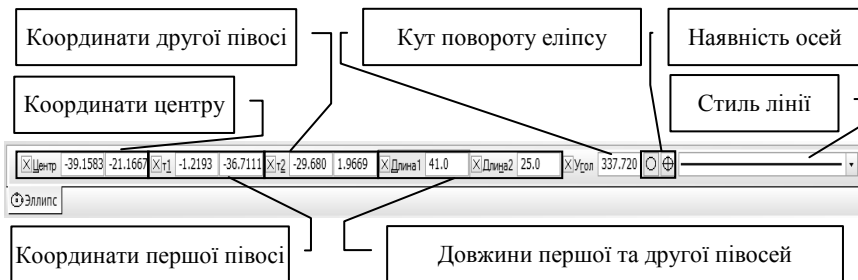 Координати другої півосі
Кут повороту еліпсу
Наявність осей
Координати центру
Стиль лінії
Центр -39.1583 -21.1667 т1 -1.2193 -36.7111 т2 -29.680 1.9669 Длина1 41.0 Длина2 25.0 Угол 337.720
Эллипс
Координати першої півосі
Довжини першої та другої півосей